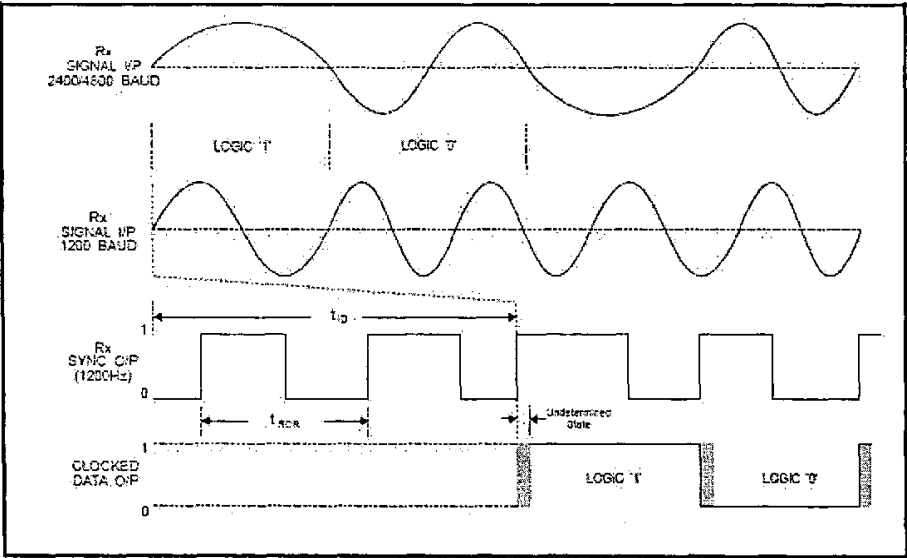 Rx
SIGNAL I/P
2400/4800 BAUD
LOGIC '1'
LOGIC '0'
Rx
SIGNAL I/P
1200 BAUD
tID
1
Rx
SYNC O/P
(1200Hz)
0
Undetermined
State
1
CLOCKED
DATA O/P
LOGIC '1'
LOGIC '0'
0